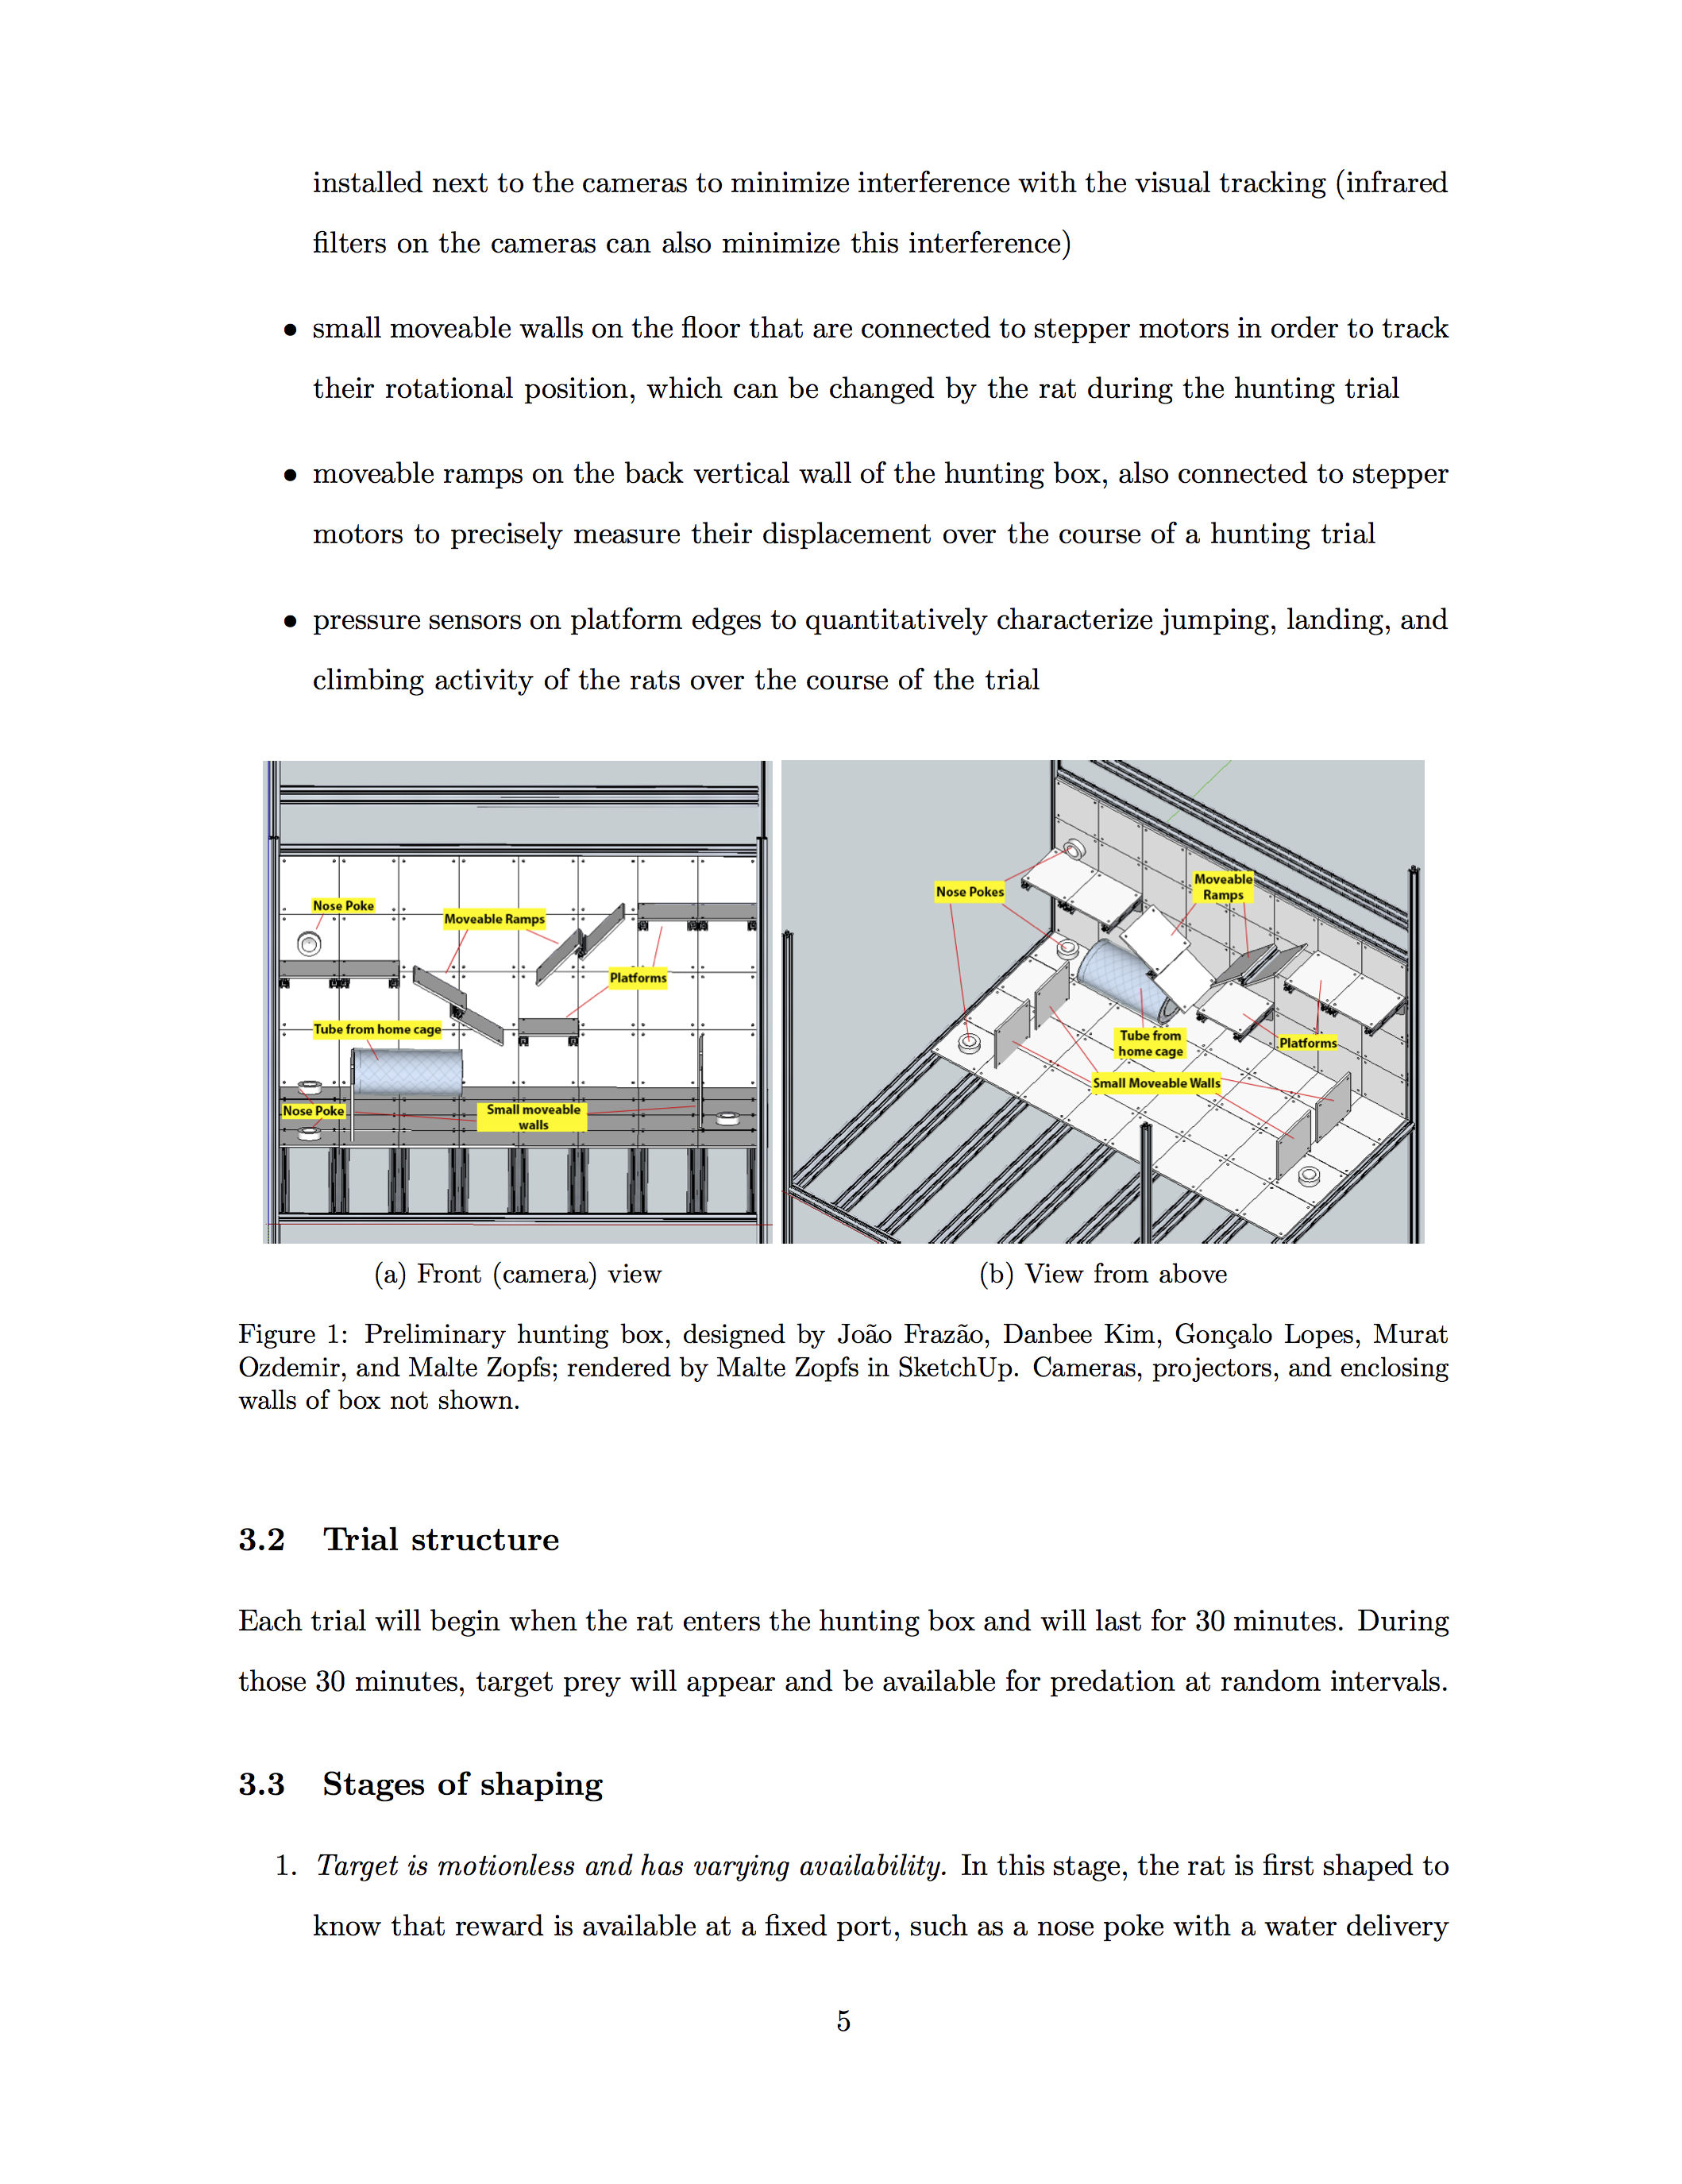 installed next to the cameras to minimize interference with the visual tracking (infrared
filters on the cameras can also minimize this interference)
• small moveable walls on the floor that are connected to stepper motors in order to track
their rotational position, which can be changed by the rat during the hunting trial
• moveable ramps on the back vertical wall of the hunting box, also connected to stepper
motors to precisely measure their displacement over the course of a hunting trial
• pressure sensors on platform edges to quantitatively characterize jumping, landing, and
climbing activity of the rats over the course of the trial
Nose Poke
Moveable Ramps
Platforms
Tube from home cage
Nose Poke
Small moveable
walls
Nose Pokes
Moveable
Ramps
Tube from
home cage
Platforms
Small Moveable Walls
(a) Front (camera) view
(b) View from above
Figure 1: Preliminary hunting box, designed by João Frazão, Danbee Kim, Gonçalo Lopes, Murat
Ozdemir, and Malte Zopfs; rendered by Malte Zopfs in SketchUp. Cameras, projectors, and enclosing
walls of box not shown.
3.2 Trial structure
Each trial will begin when the rat enters the hunting box and will last for 30 minutes. During
those 30 minutes, target prey will appear and be available for predation at random intervals.
3.3 Stages of shaping
1. Target is motionless and has varying availability. In this stage, the rat is first shaped to
know that reward is available at a fixed port, such as a nose poke with a water delivery
5